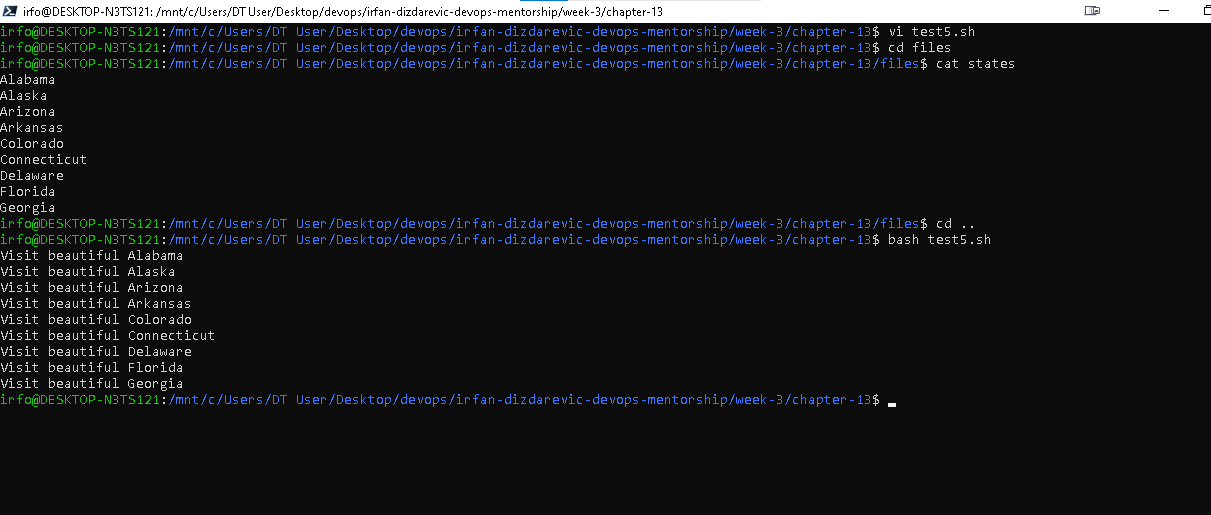 irfo@DESKTOP-N3TS121: /mnt/c/Users/DT User/Desktop/devops/irfan-dizdarevic-devops-mentorship/week-3/chapter-13
irfo@DESKTOP-N3TS121:/mnt/c/Users/DT User/Desktop/devops/irfan-dizdarevic-devops-mentorship/week-3/chapter-13$ vi test5.sh
irfo@DESKTOP-N3TS121:/mnt/c/Users/DT User/Desktop/devops/irfan-dizdarevic-devops-mentorship/week-3/chapter-13$ cd files
irfo@DESKTOP-N3TS121:/mnt/c/Users/DT User/Desktop/devops/irfan-dizdarevic-devops-mentorship/week-3/chapter-13/files$ cat states
Alabama
Alaska
Arizona
Arkansas
Colorado
Connecticut
Delaware
Florida
Georgia
irfo@DESKTOP-N3TS121:/mnt/c/Users/DT User/Desktop/devops/irfan-dizdarevic-devops-mentorship/week-3/chapter-13/files$ cd ..
irfo@DESKTOP-N3TS121:/mnt/c/Users/DT User/Desktop/devops/irfan-dizdarevic-devops-mentorship/week-3/chapter-13$ bash test5.sh
Visit beautiful Alabama
Visit beautiful Alaska
Visit beautiful Arizona
Visit beautiful Arkansas
Visit beautiful Colorado
Visit beautiful Connecticut
Visit beautiful Delaware
Visit beautiful Florida
Visit beautiful Georgia
irfo@DESKTOP-N3TS121:/mnt/c/Users/DT User/Desktop/devops/irfan-dizdarevic-devops-mentorship/week-3/chapter-13$